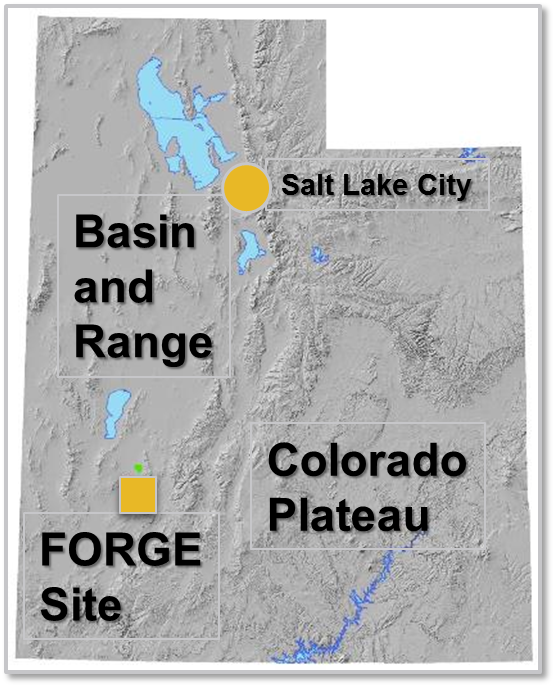 Salt Lake City
Basin
and
Range
Colorado
Plateau
FORGE
Site